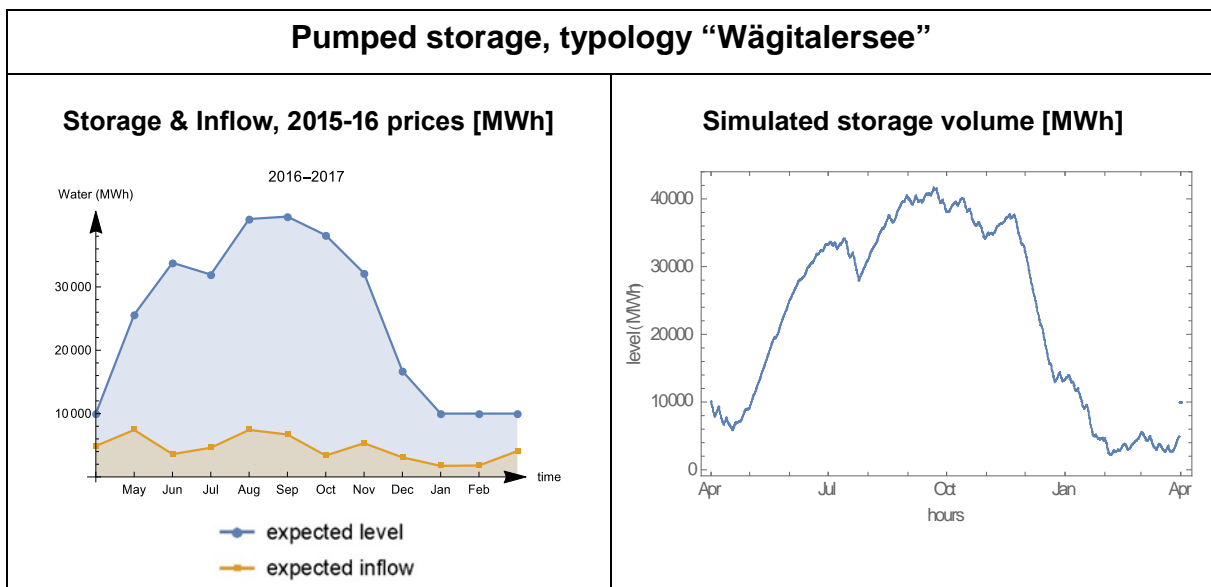 Pumped storage, typology “Wägitalersee”
Storage & Inflow, 2015-16 prices [MWh]
2016–2017
Water (MWh)
30000
20000
10000
May Jun Jul Aug Sep Oct Nov Dec Jan Feb
time
expected level
expected inflow
Simulated storage volume [MWh]
level (MWh)
40000
30000
20000
10000
0
Apr Jul Oct Jan Apr
hours